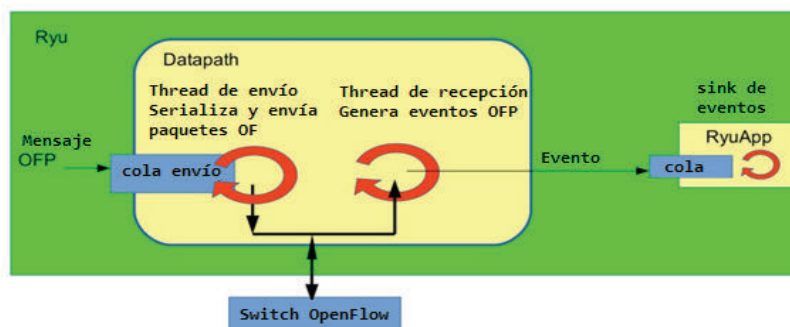 Ryu
Datapath
Thread de envío
Serializa y envía
paquetes OF
Thread de recepción
Genera eventos OFP
sink de
eventos
RyuApp
Mensaje
OFP
cola envío
Evento
cola
Switch OpenFlow